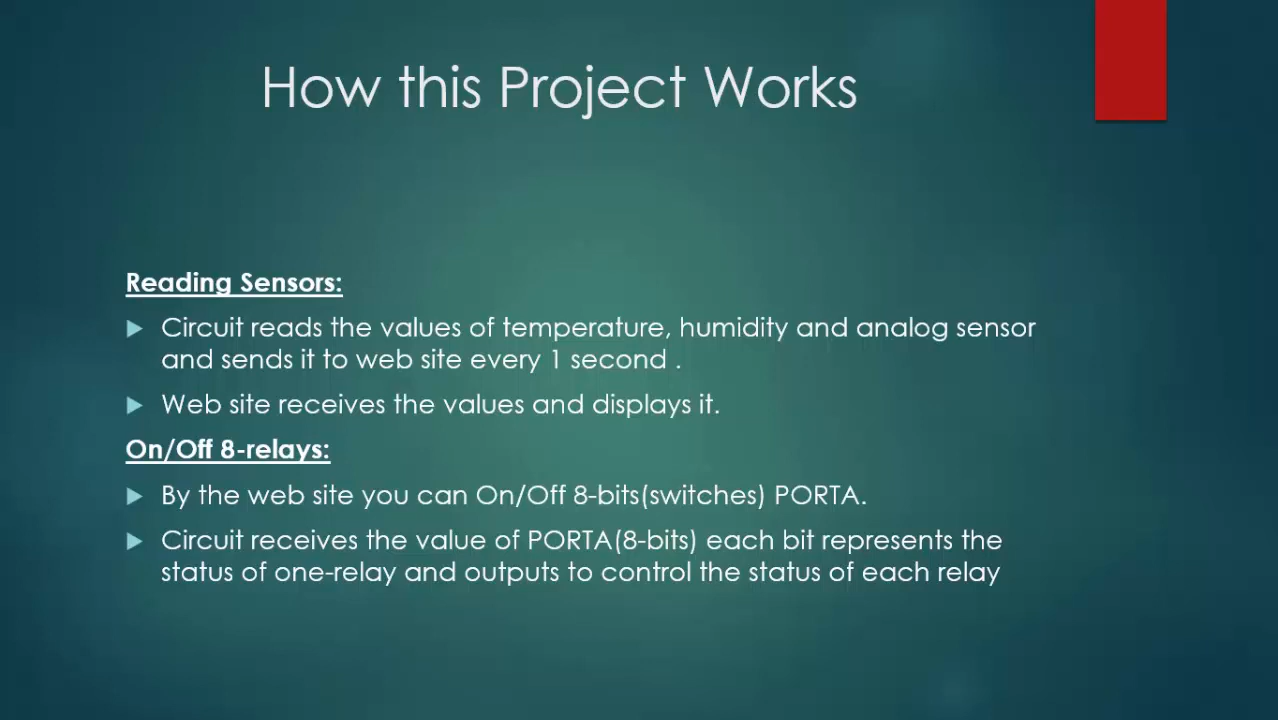 How this Project Works
Reading Sensors:
Circuit reads the values of temperature, humidity and analog sensor
and sends it to web site every 1 second .
Web site receives the values and displays it.
On/Off 8-relays:
By the web site you can On/Off 8-bits(switches) PORTA.
Circuit receives the value of PORTA(8-bits) each bit represents the
status of one-relay and outputs to control the status of each relay